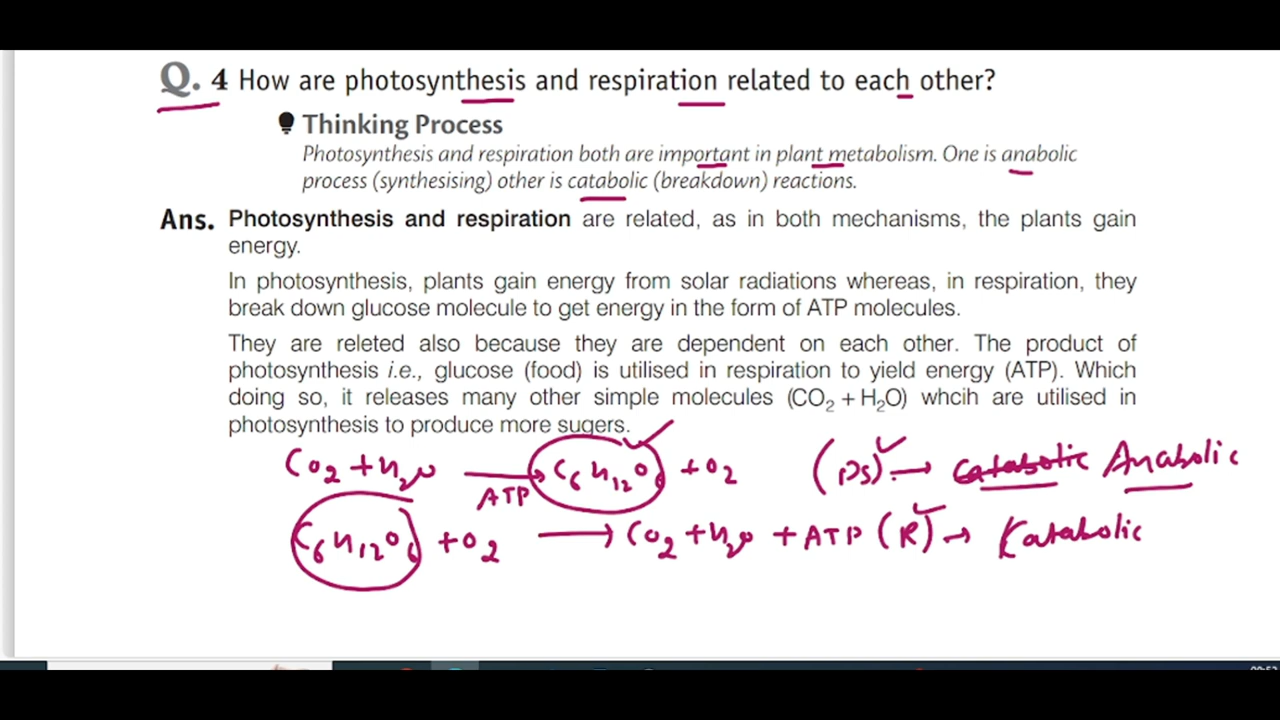 Q. 4 How are photosynthesis and respiration related to each other?
Thinking Process
Photosynthesis and respiration both are important in plant metabolism. One is anabolic
process (synthesising) other is catabolic (breakdown) reactions.
Ans. Photosynthesis and respiration are related, as in both mechanisms, the plants gain
energy.
In photosynthesis, plants gain energy from solar radiations whereas, in respiration, they
break down glucose molecule to get energy in the form of ATP molecules.
They are releted also because they are dependent on each other. The product of
photosynthesis i.e., glucose (food) is utilised in respiration to yield energy (ATP). Which
doing so, it releases many other simple molecules (CO₂ + H₂O) whcih are utilised in
photosynthesis to produce more sugers.
CO₂ + H₂O → C₆H₁₂O₆ + O₂ (PS) → Catabolic Anabolic
ATP
C₆H₁₂O₆ + O₂ → CO₂ + H₂O + ATP (R) → Catabolic